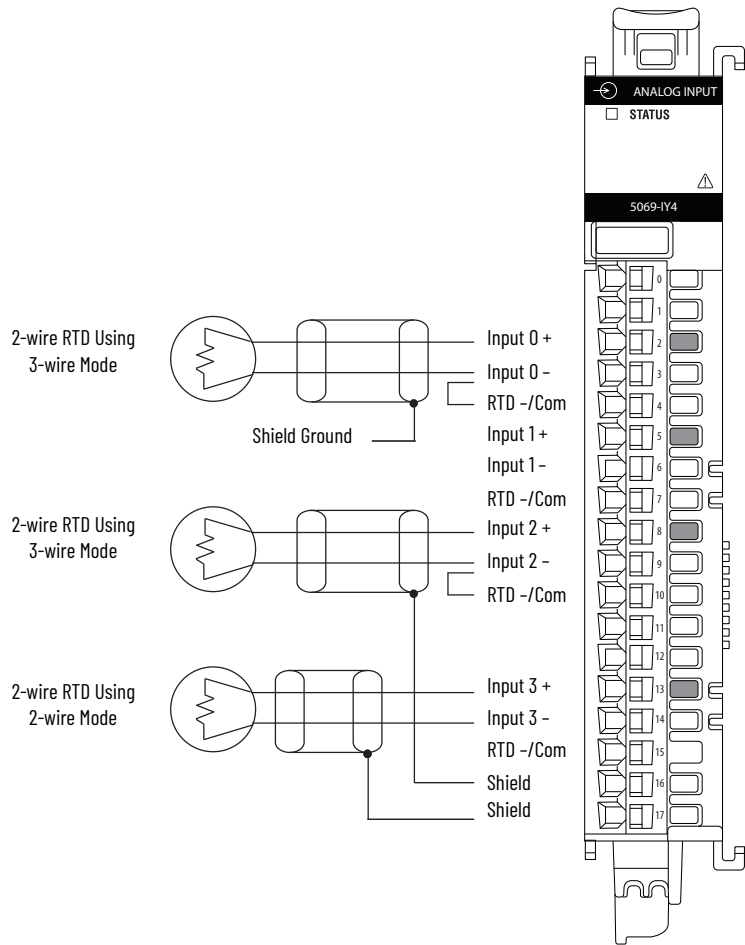 ANALOG INPUT
STATUS
5069-IY4
0
1
2
3
4
5
6
7
8
9
10
11
12
13
14
15
16
17
2-wire RTD Using
3-wire Mode
Input 0 +
Input 0 –
RTD –/Com
Shield Ground
Input 1 +
Input 1 –
RTD –/Com
2-wire RTD Using
3-wire Mode
Input 2 +
Input 2 –
RTD –/Com
2-wire RTD Using
2-wire Mode
Input 3 +
Input 3 –
RTD –/Com
Shield
Shield